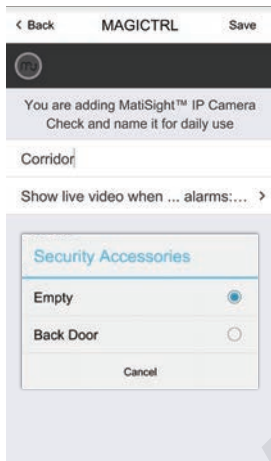 < Back MAGICTRL Save
You are adding MatiSight™ IP Camera
Check and name it for daily use
Corridor
Show live video when ... alarms:... >
Security Accessories
Empty
Back Door
Cancel